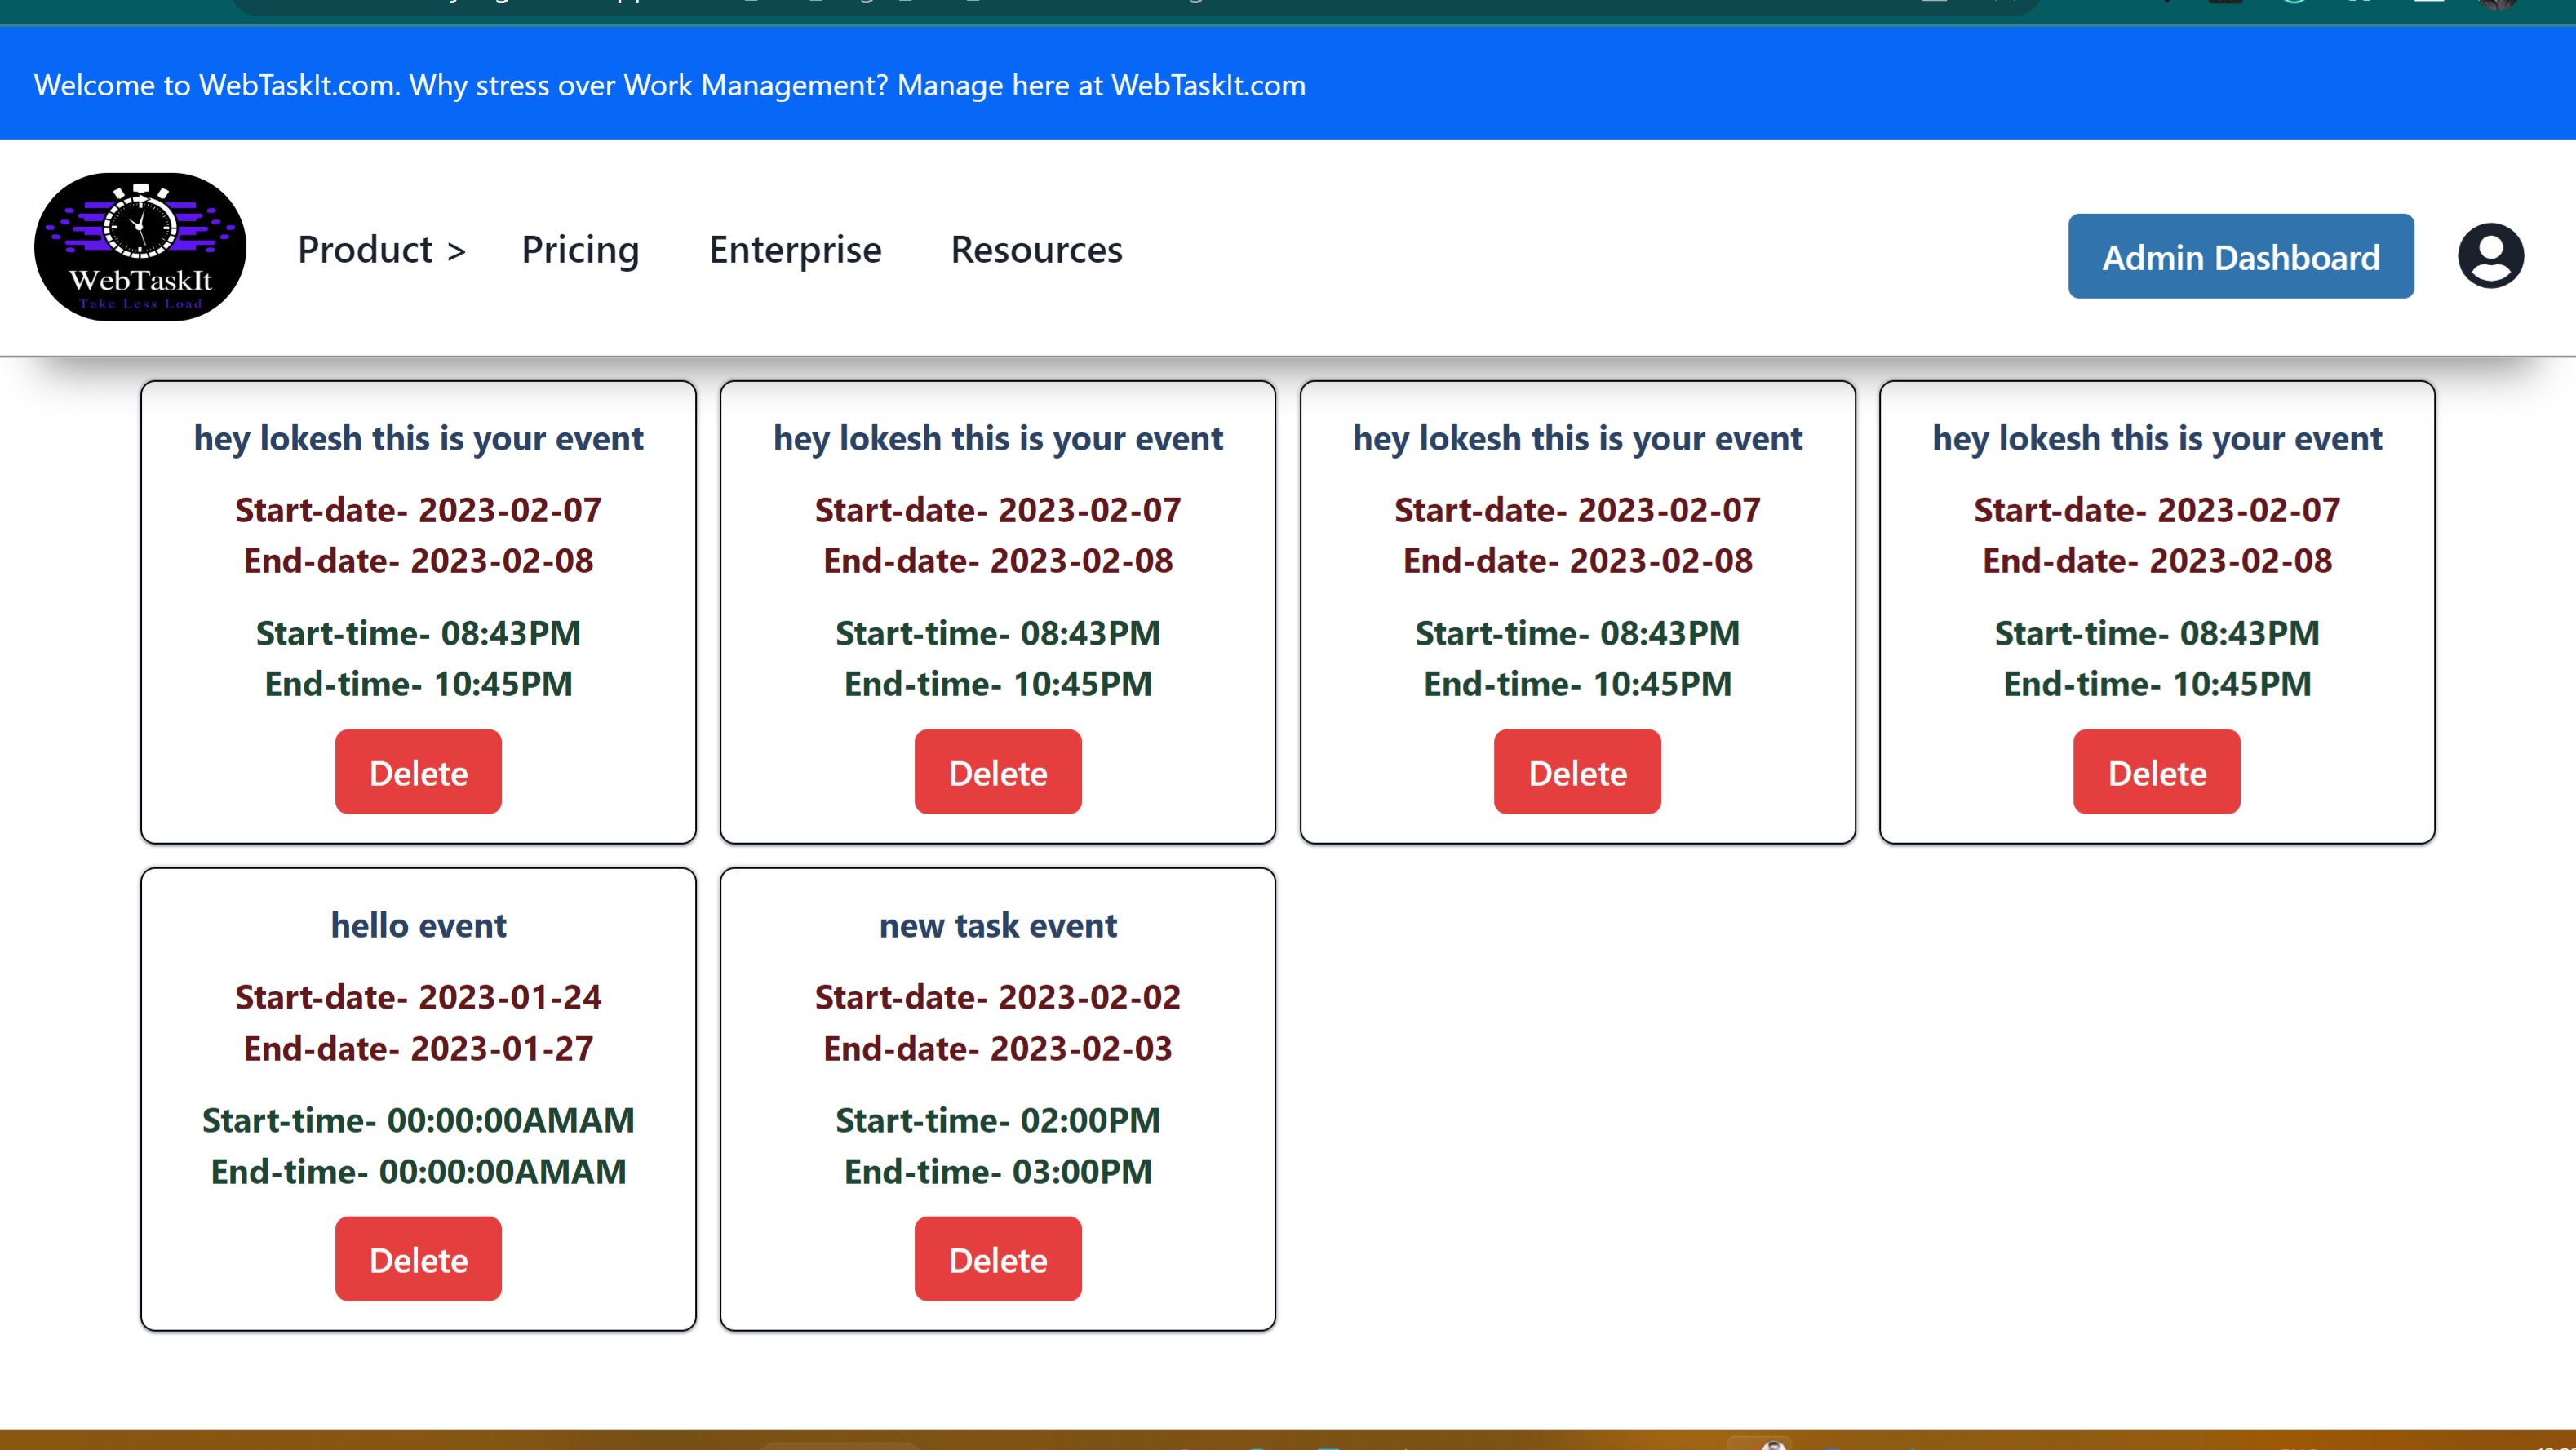 Welcome to WebTaskIt.com. Why stress over Work Management? Manage here at WebTaskIt.com
WebTaskIt
Take Less Load
Product > Pricing Enterprise Resources
Admin Dashboard
hey lokesh this is your event
Start-date- 2023-02-07
End-date- 2023-02-08
Start-time- 08:43PM
End-time- 10:45PM
Delete
hey lokesh this is your event
Start-date- 2023-02-07
End-date- 2023-02-08
Start-time- 08:43PM
End-time- 10:45PM
Delete
hey lokesh this is your event
Start-date- 2023-02-07
End-date- 2023-02-08
Start-time- 08:43PM
End-time- 10:45PM
Delete
hey lokesh this is your event
Start-date- 2023-02-07
End-date- 2023-02-08
Start-time- 08:43PM
End-time- 10:45PM
Delete
hello event
Start-date- 2023-01-24
End-date- 2023-01-27
Start-time- 00:00:00AMAM
End-time- 00:00:00AMAM
Delete
new task event
Start-date- 2023-02-02
End-date- 2023-02-03
Start-time- 02:00PM
End-time- 03:00PM
Delete